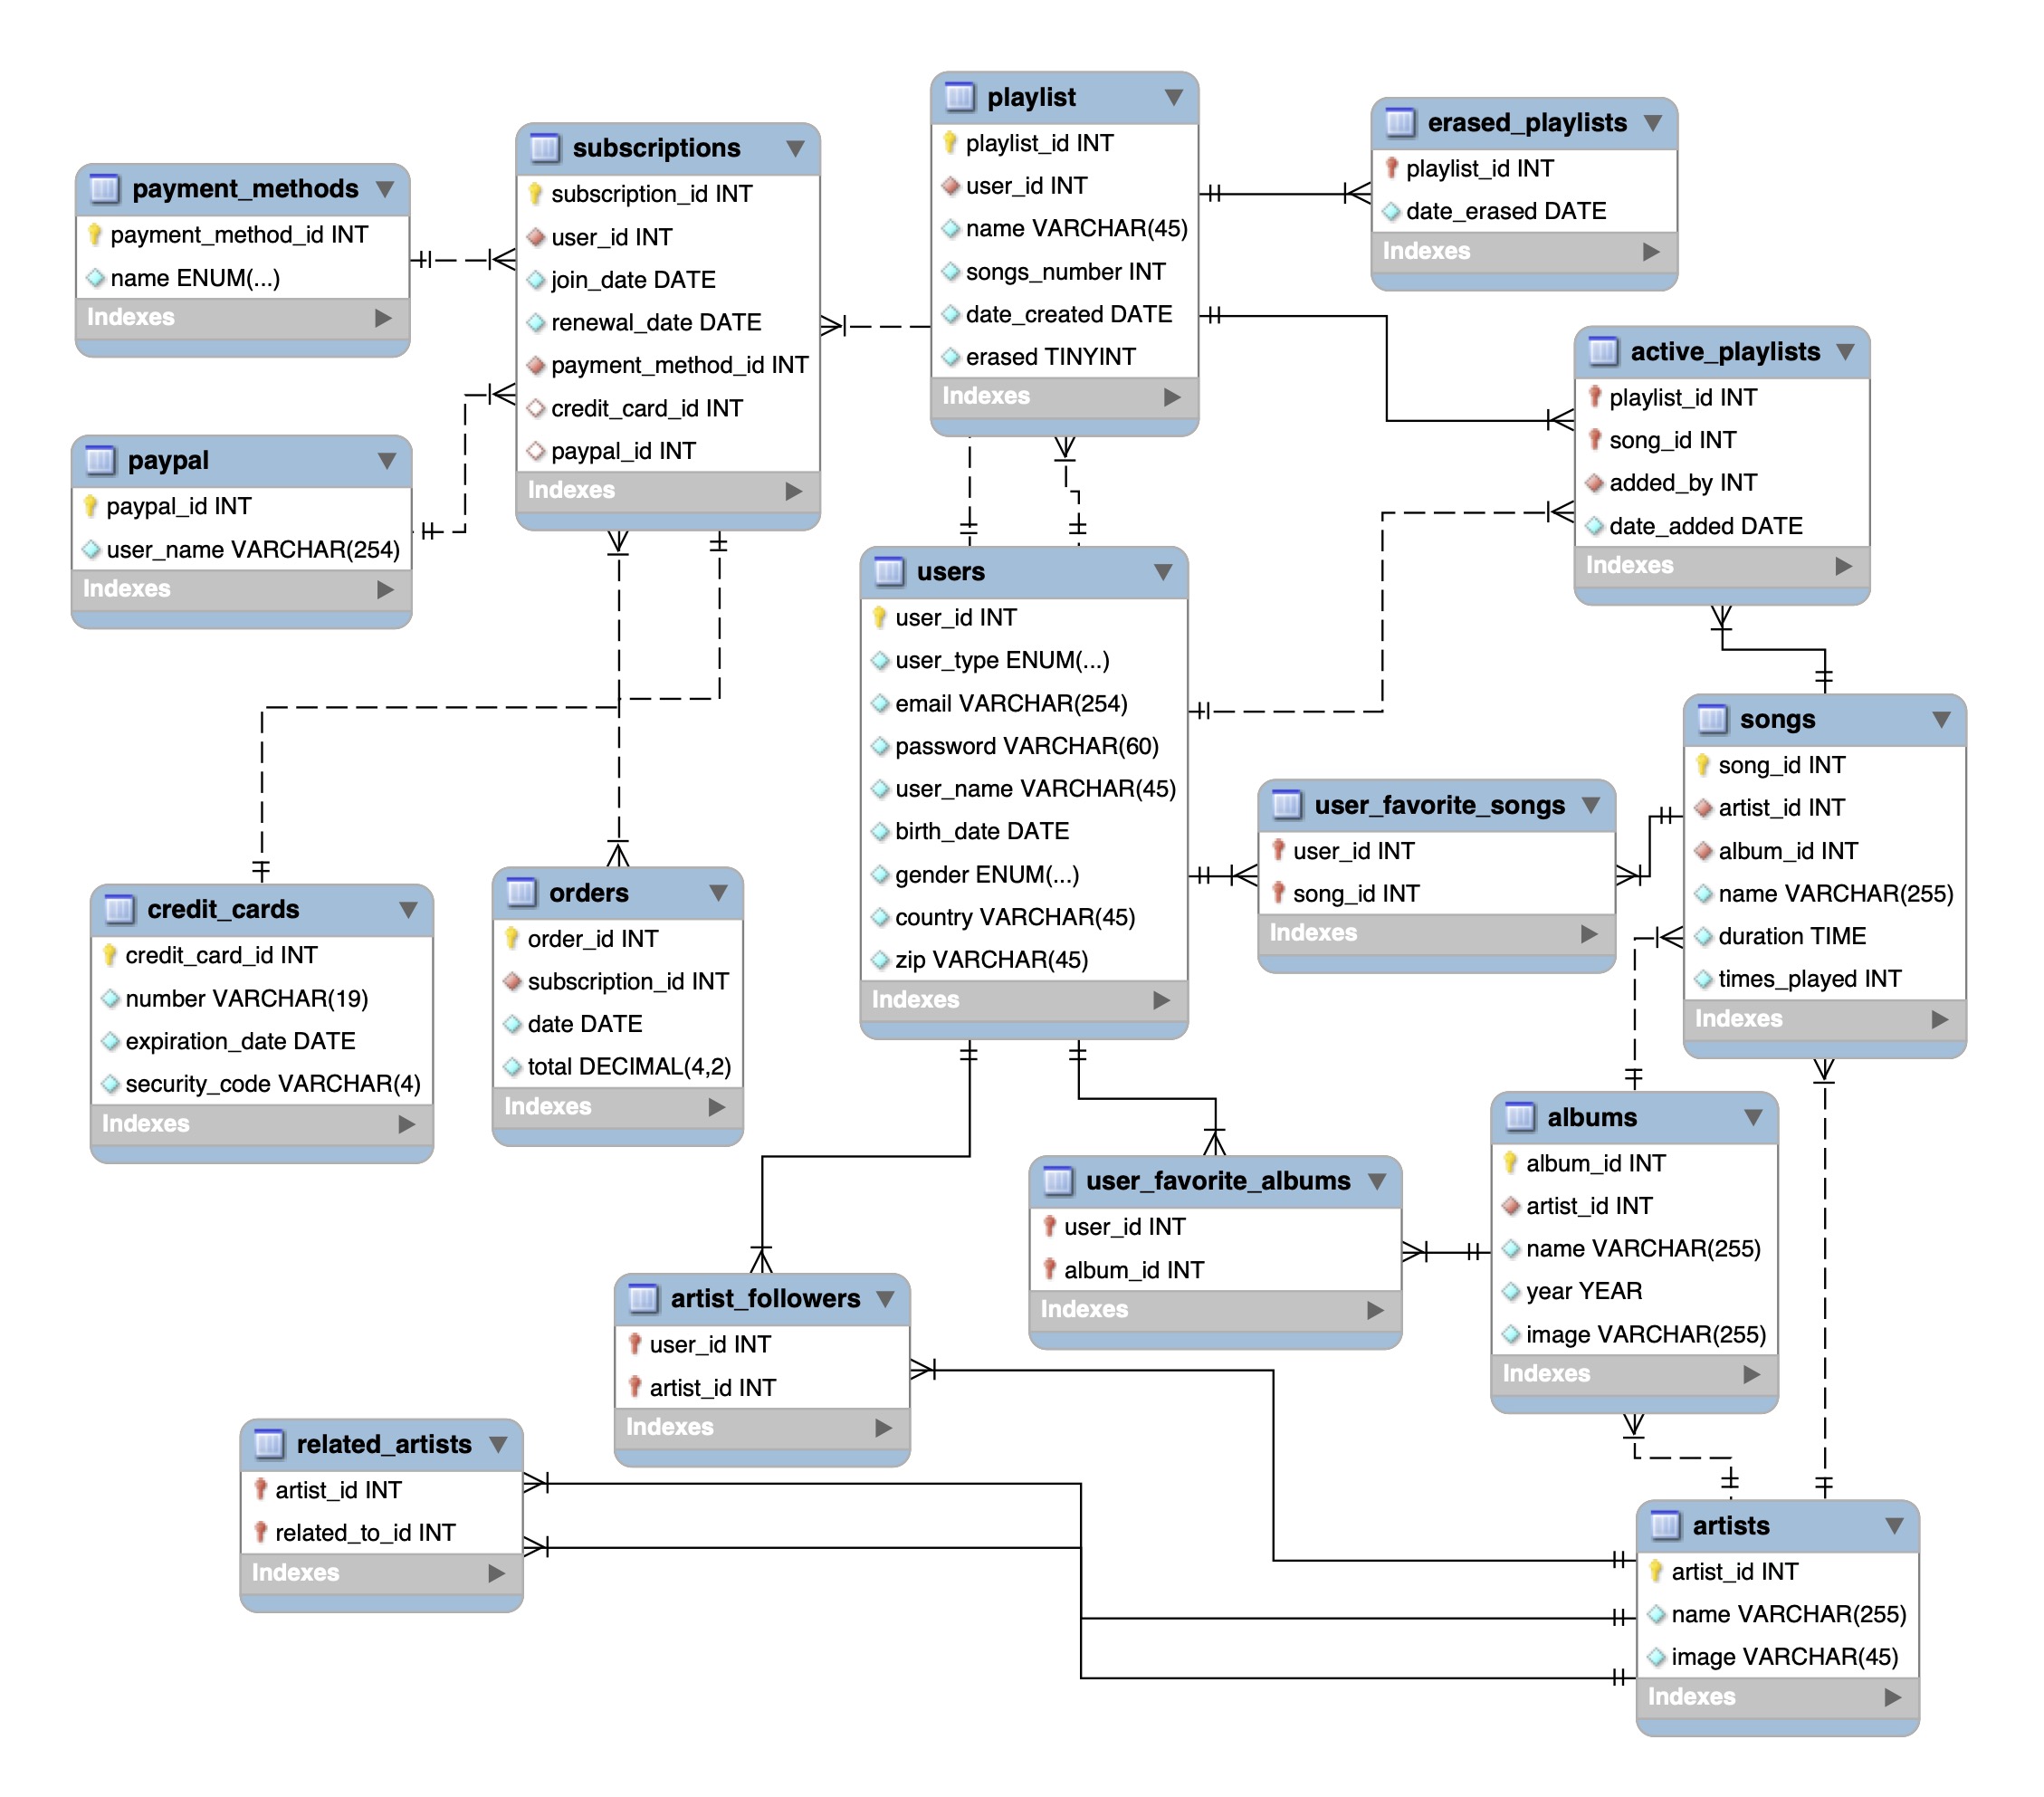 payment_methods
payment_method_id INT
name ENUM(...)
Indexes
paypal
paypal_id INT
user_name VARCHAR(254)
Indexes
subscriptions
subscription_id INT
user_id INT
join_date DATE
renewal_date DATE
payment_method_id INT
credit_card_id INT
paypal_id INT
Indexes
playlist
playlist_id INT
user_id INT
name VARCHAR(45)
songs_number INT
date_created DATE
erased TINYINT
Indexes
erased_playlists
playlist_id INT
date_erased DATE
Indexes
active_playlists
playlist_id INT
song_id INT
added_by INT
date_added DATE
Indexes
users
user_id INT
user_type ENUM(...)
email VARCHAR(254)
password VARCHAR(60)
user_name VARCHAR(45)
birth_date DATE
gender ENUM(...)
country VARCHAR(45)
zip VARCHAR(45)
Indexes
user_favorite_songs
user_id INT
song_id INT
Indexes
songs
song_id INT
artist_id INT
album_id INT
name VARCHAR(255)
duration TIME
times_played INT
Indexes
credit_cards
credit_card_id INT
number VARCHAR(19)
expiration_date DATE
security_code VARCHAR(4)
Indexes
orders
order_id INT
subscription_id INT
date DATE
total DECIMAL(4,2)
Indexes
user_favorite_albums
user_id INT
album_id INT
Indexes
albums
album_id INT
artist_id INT
name VARCHAR(255)
year YEAR
image VARCHAR(255)
Indexes
artist_followers
user_id INT
artist_id INT
Indexes
related_artists
artist_id INT
related_to_id INT
Indexes
artists
artist_id INT
name VARCHAR(255)
image VARCHAR(45)
Indexes